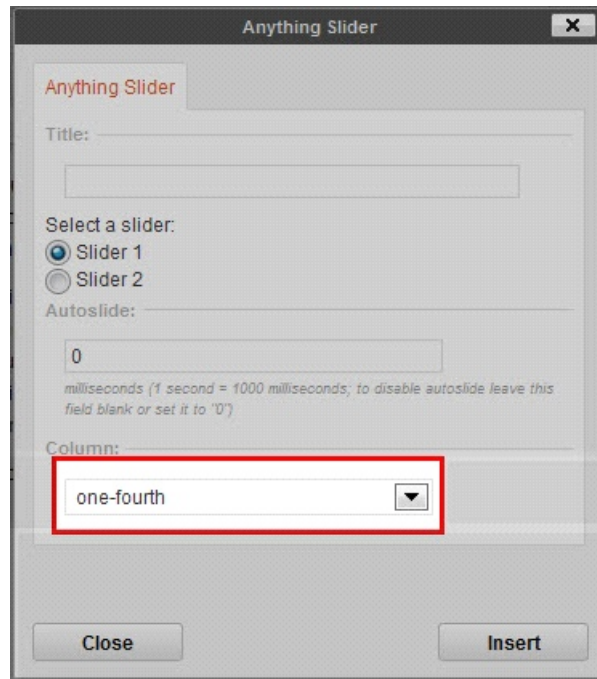 Anything Slider
Anything Slider
Title:
Select a slider:
Slider 1
Slider 2
Autoslide:
0
milliseconds (1 second = 1000 milliseconds; to disable autoslide leave this
field blank or set it to "0")
Column:
one-fourth
Close
Insert